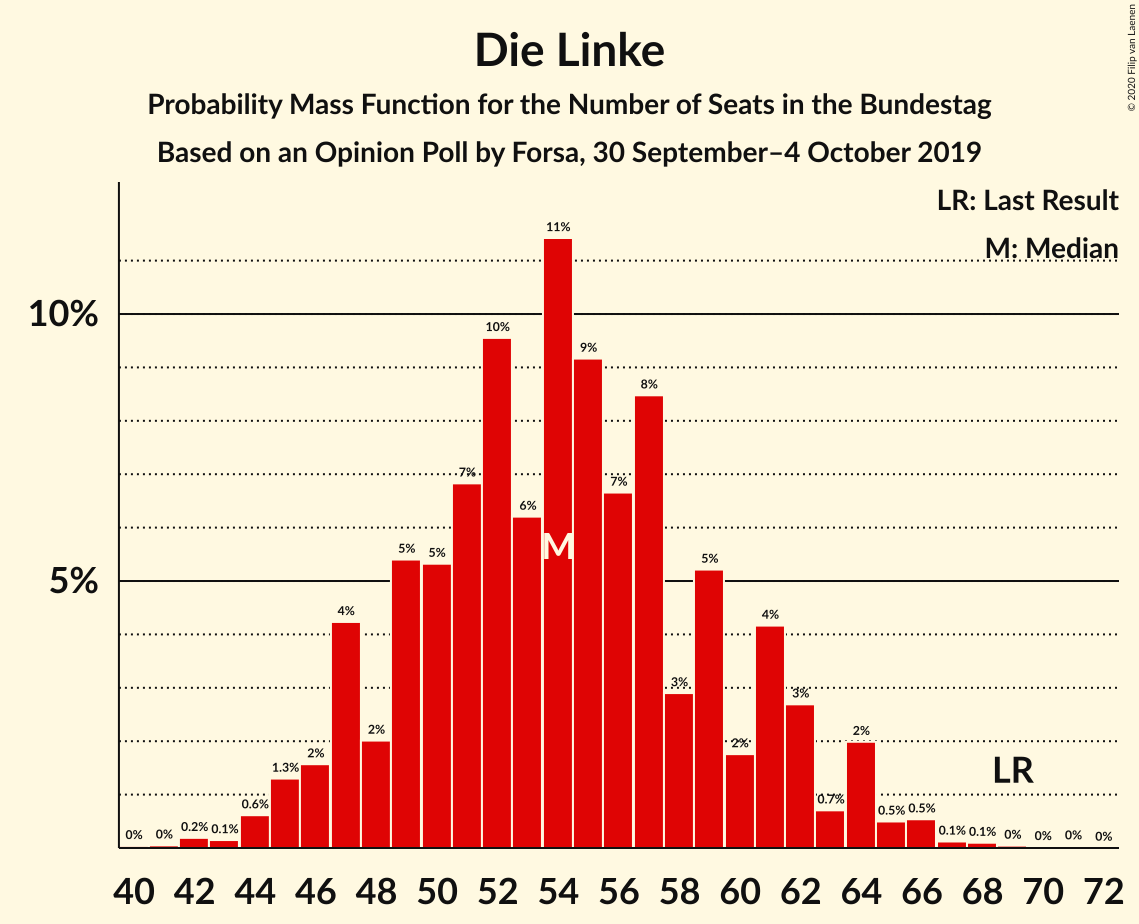 Die Linke
Probability Mass Function for the Number of Seats in the Bundestag
Based on an Opinion Poll by Forsa, 30 September–4 October 2019
© 2020 Filip van Laenen
LR: Last Result
M: Median
10%
5%
0% 0% 0.2% 0.1% 0.6% 1.3% 2% 4% 2% 5% 5% 7% 10% 6% 11% 9% 7% 8% 3% 5% 2% 4% 3% 0.7% 2% 0.5% 0.5% 0.1% 0.1% 0% 0% 0% 0%
M
LR
40 42 44 46 48 50 52 54 56 58 60 62 64 66 68 70 72